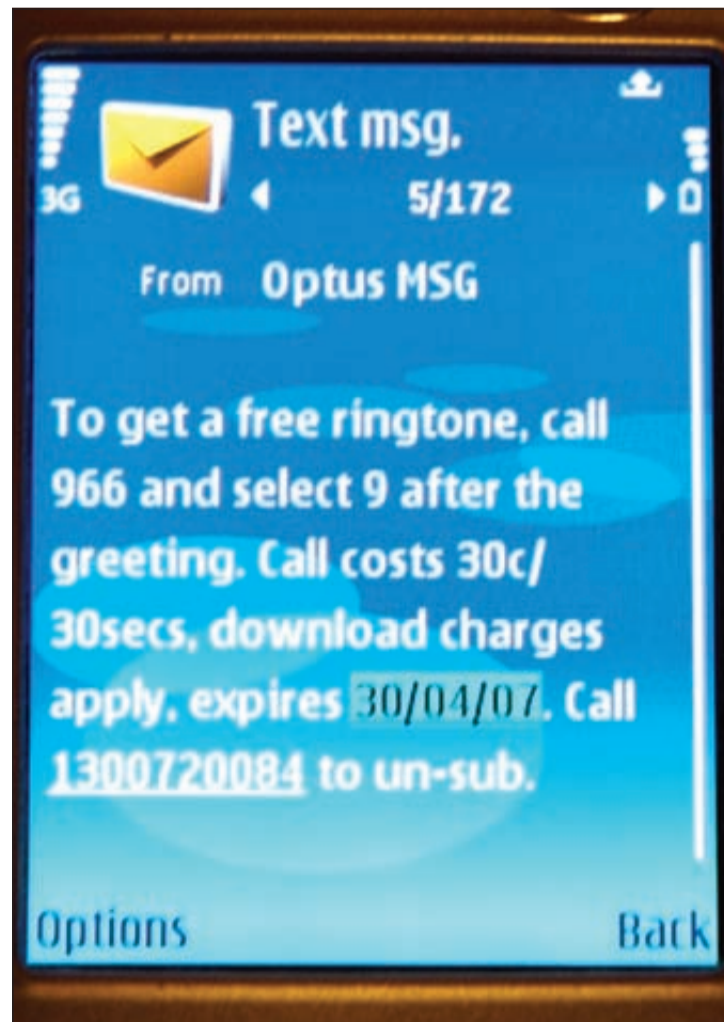 Text msg.
3G
5/172
From Optus MSG
To get a free ringtone, call
966 and select 9 after the
greeting. Call costs 30c/
30secs, download charges
apply, expires 30/04/07. Call
1300720084 to un-sub.
Options Back